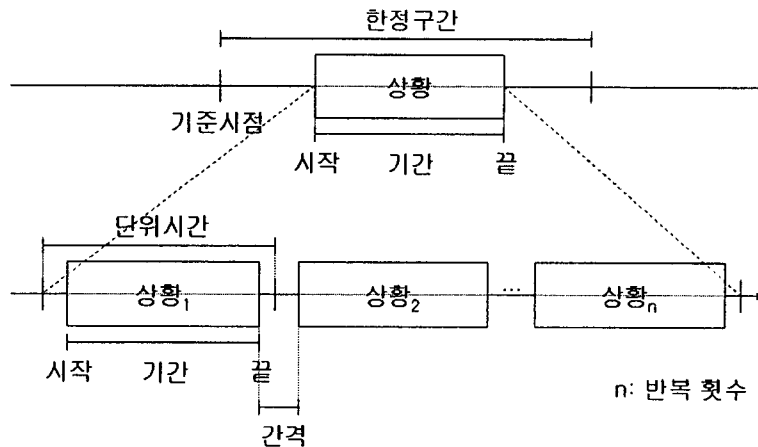 한정구간
상황
기준시점
시작 기간 끝
단위시간
상황1 상황2 ... 상황n
시작 기간 끝
n: 반복 횟수
간격